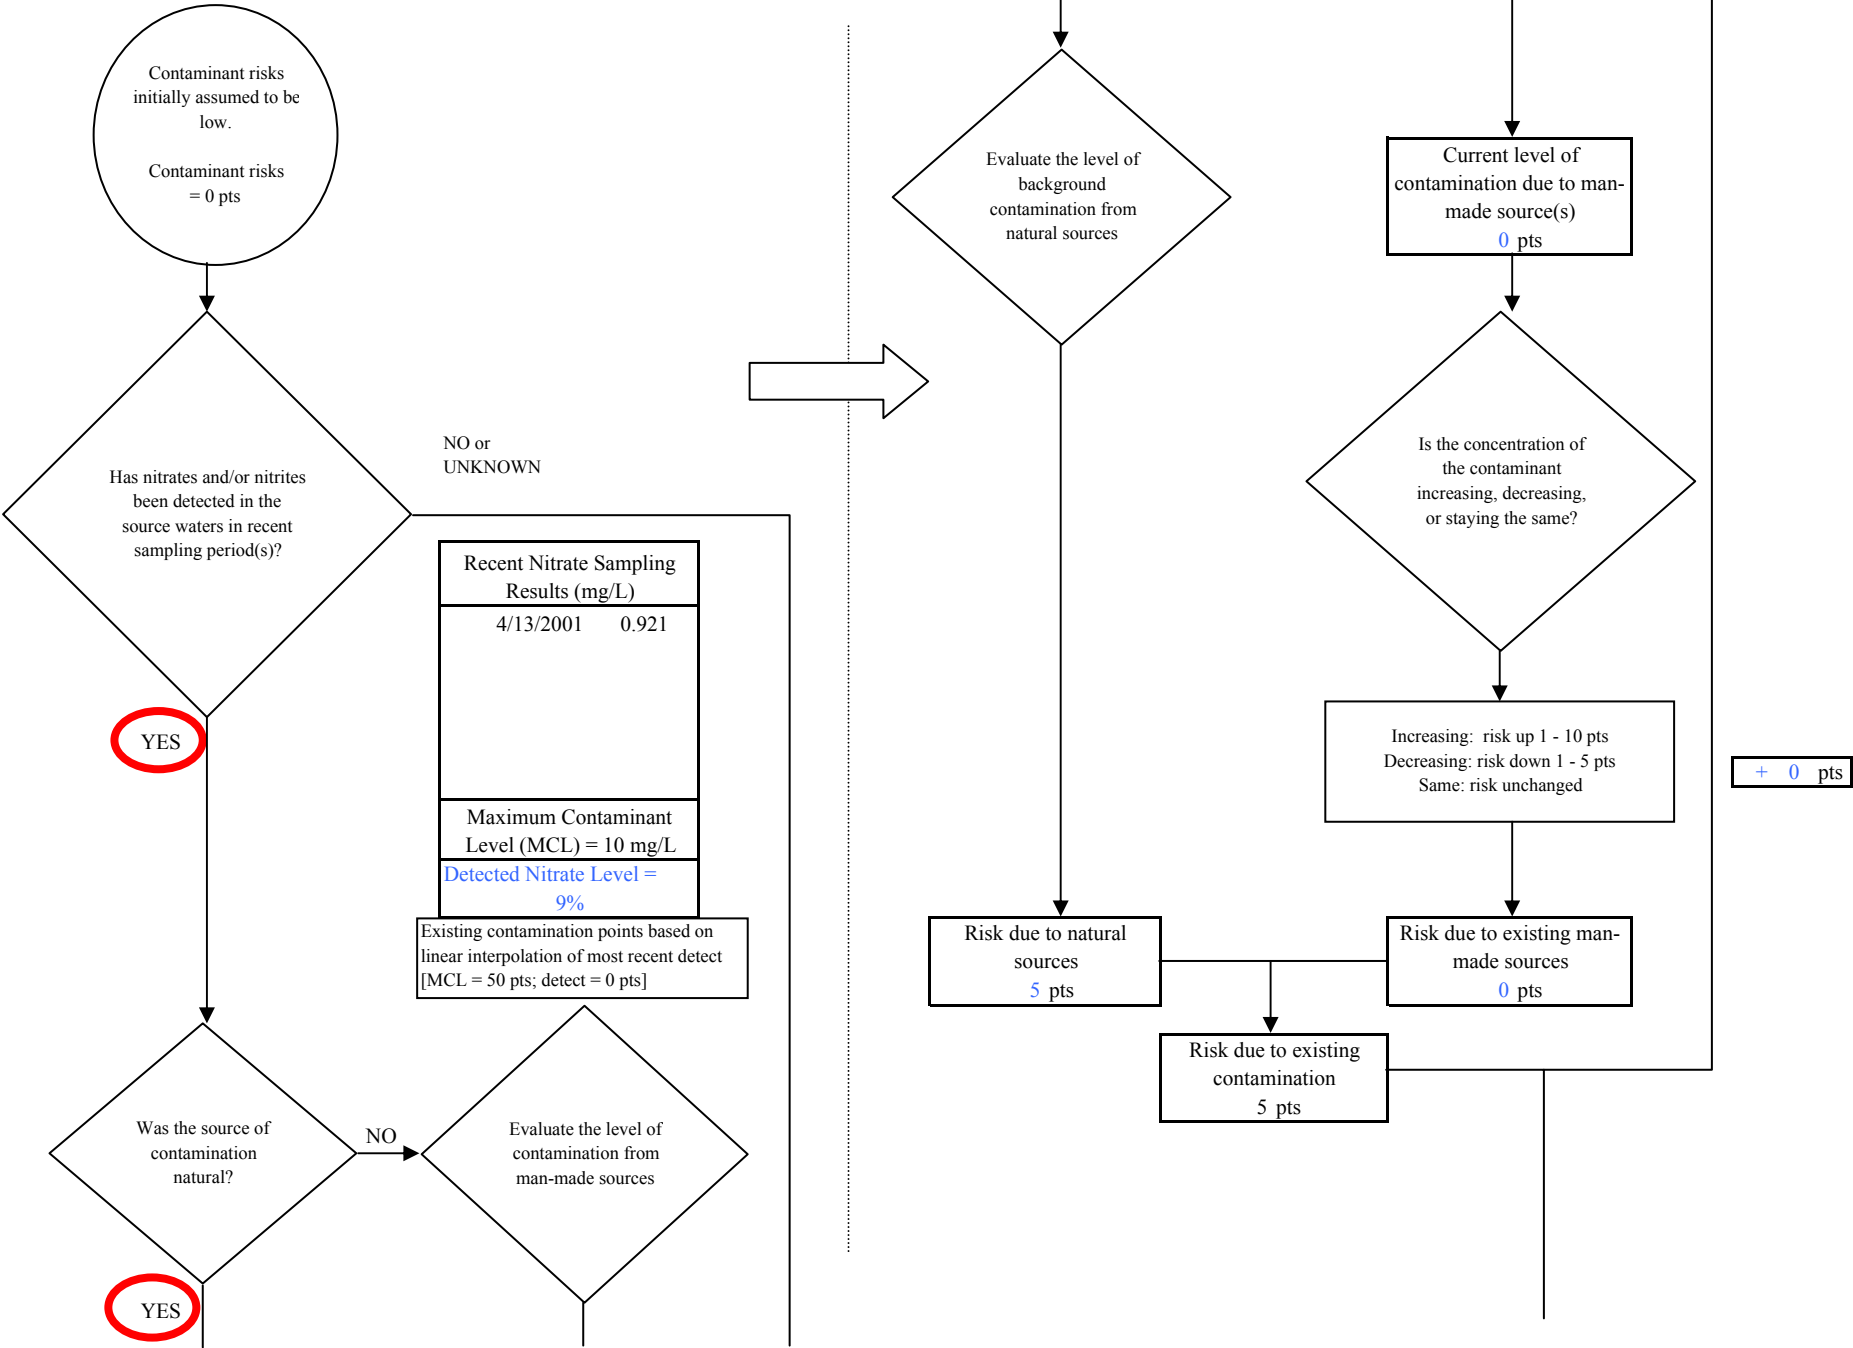 Contaminant risks
initially assumed to be
low.
Contaminant risks
= 0 pts
Has nitrates and/or nitrites
been detected in the
source waters in recent
sampling period(s)?
NO or
UNKNOWN
YES
Recent Nitrate Sampling
Results (mg/L)
4/13/2001 0.921
Maximum Contaminant
Level (MCL) = 10 mg/L
Detected Nitrate Level =
9%
Existing contamination points based on
linear interpolation of most recent detect
[MCL = 50 pts; detect = 0 pts]
Was the source of
contamination
natural?
NO
Evaluate the level of
contamination from
man-made sources
YES
Evaluate the level of
background
contamination from
natural sources
Current level of
contamination due to man-
made source(s)
0 pts
Is the concentration of
the contaminant
increasing, decreasing,
or staying the same?
Increasing: risk up 1 - 10 pts
Decreasing: risk down 1 - 5 pts
Same: risk unchanged
+ 0 pts
Risk due to natural
sources
5 pts
Risk due to existing man-
made sources
0 pts
Risk due to existing
contamination
5 pts